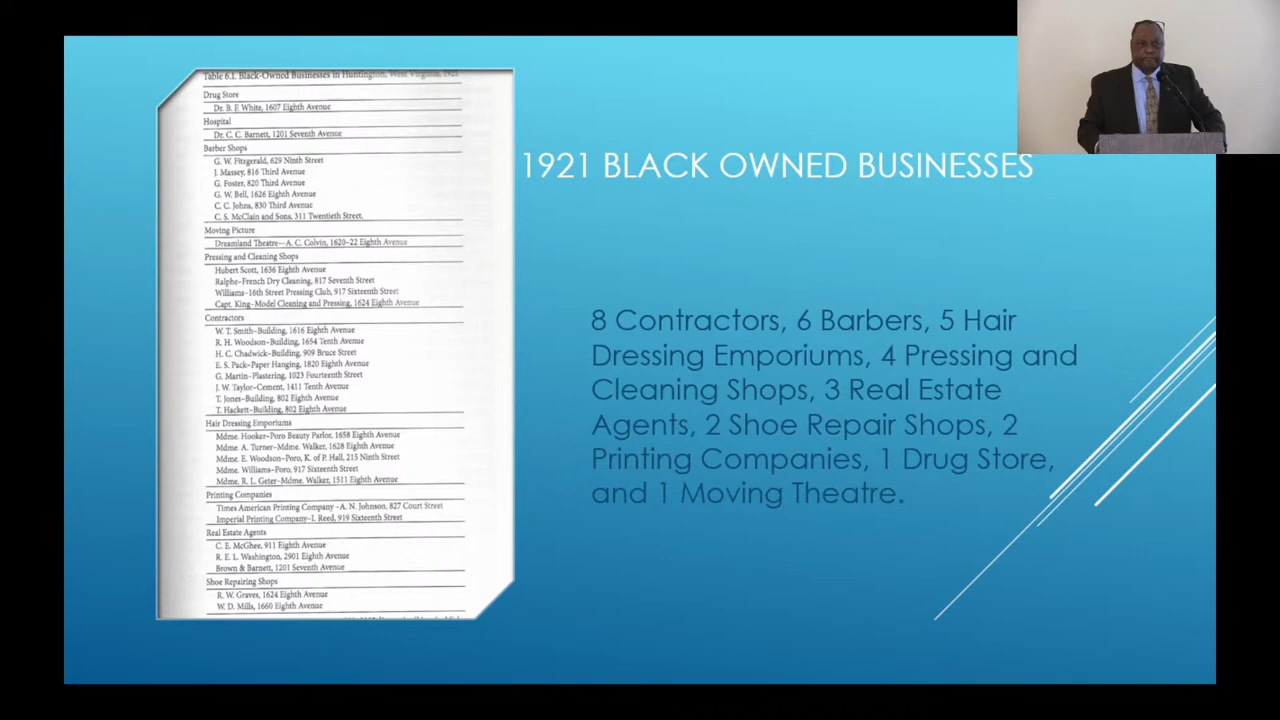 Table 6.1. Black-Owned Businesses in Huntington, West Virginia, 1921
Drug Store
Dr. B. F. White, 1607 Eighth Avenue
Hospital
Dr. C. C. Barnett, 1201 Seventh Avenue
Barber Shops
G. W. Fitzgerald, 629 Ninth Street
J. Massey, 816 Third Avenue
G. Foster, 820 Third Avenue
G. W. Bell, 1626 Eighth Avenue
C. C. Johns, 830 Third Avenue
C. S. McClain and Sons, 311 Twentieth Street.
Moving Picture
Dreamland Theatre—A. C. Colvin, 1620–22 Eighth Avenue
Pressing and Cleaning Shops
Hubert Scott, 1636 Eighth Avenue
Ralphe–French Dry Cleaning, 817 Seventh Street
Williams–16th Street Pressing Club, 917 Sixteenth Street
Capt. King–Model Cleaning and Pressing, 1624 Eighth Avenue
Contractors
W. T. Smith–Building, 1616 Eighth Avenue
R. H. Woodson–Building, 1654 Tenth Avenue
H. C. Chadwick–Building, 909 Bruce Street
E. S. Pack–Paper Hanging, 1820 Eighth Avenue
G. Martin–Plastering, 1023 Fourteenth Street
J. W. Taylor–Cement, 1411 Tenth Avenue
T. Jones–Building, 802 Eighth Avenue
T. Hackett–Building, 802 Eighth Avenue
Hair Dressing Emporiums
Mdme. Hooker–Poro Beauty Parlor, 1658 Eighth Avenue
Mdme. A. Turner–Mdme. Walker, 1628 Eighth Avenue
Mdme. E. Woodson–Poro, K. of P. Hall, 215 Ninth Street
Mdme. Williams–Poro, 917 Sixteenth Street
Mdme. R. L. Geter–Mdme. Walker, 1511 Eighth Avenue
Printing Companies
Times American Printing Company –A. N. Johnson, 827 Court Street
Imperial Printing Company–I. Reed, 919 Sixteenth Street
Real Estate Agents
C. E. McGhee, 911 Eighth Avenue
R. E. L. Washington, 2901 Eighth Avenue
Brown & Barnett, 1201 Seventh Avenue
Shoe Repairing Shops
R. W. Graves, 1624 Eighth Avenue
W. D. Mills, 1660 Eighth Avenue
1921 BLACK OWNED BUSINESSES
8 Contractors, 6 Barbers, 5 Hair
Dressing Emporiums, 4 Pressing and
Cleaning Shops, 3 Real Estate
Agents, 2 Shoe Repair Shops, 2
Printing Companies, 1 Drug Store,
and 1 Moving Theatre.